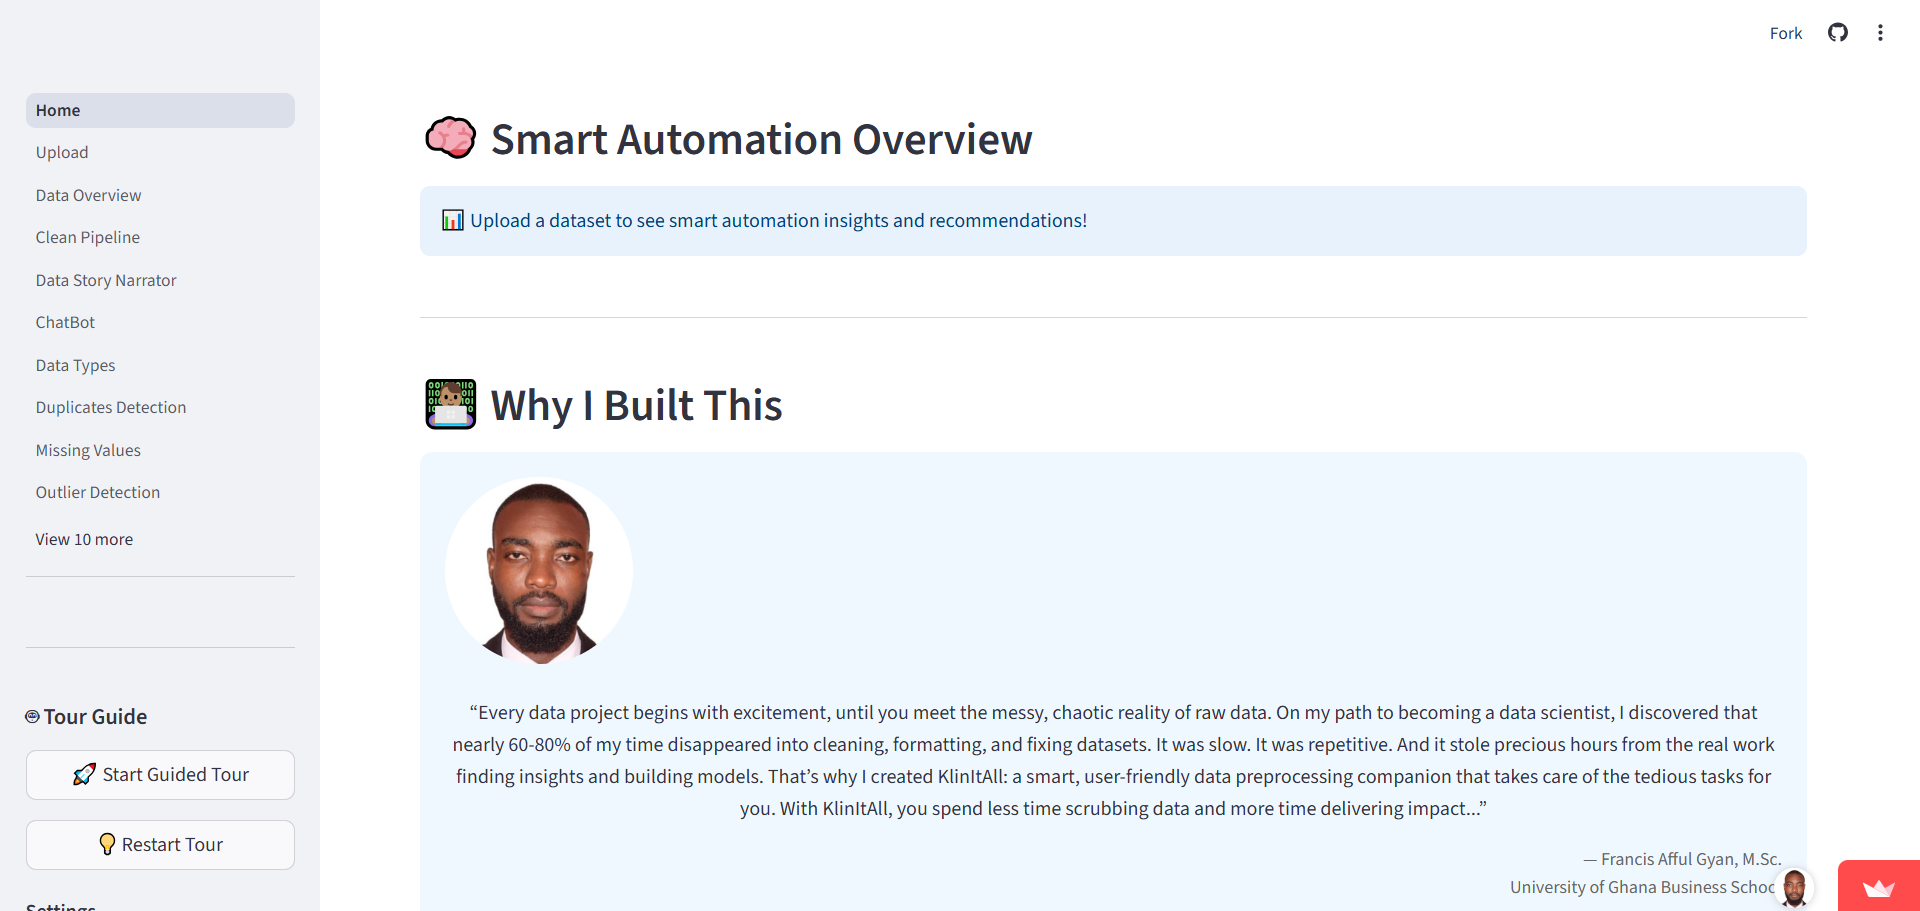 Fork
Home
Upload
Data Overview
Clean Pipeline
Data Story Narrator
ChatBot
Data Types
Duplicates Detection
Missing Values
Outlier Detection
View 10 more
Tour Guide
🚀 Start Guided Tour
💡 Restart Tour
Settings
🧠 Smart Automation Overview
📊 Upload a dataset to see smart automation insights and recommendations!
Why I Built This
“Every data project begins with excitement, until you meet the messy, chaotic reality of raw data. On my path to becoming a data scientist, I discovered that
nearly 60-80% of my time disappeared into cleaning, formatting, and fixing datasets. It was slow. It was repetitive. And it stole precious hours from the real work
finding insights and building models. That’s why I created KlinItAll: a smart, user-friendly data preprocessing companion that takes care of the tedious tasks for
you. With KlinItAll, you spend less time scrubbing data and more time delivering impact...”
— Francis Afful Gyan, M.Sc.
University of Ghana Business Schoo